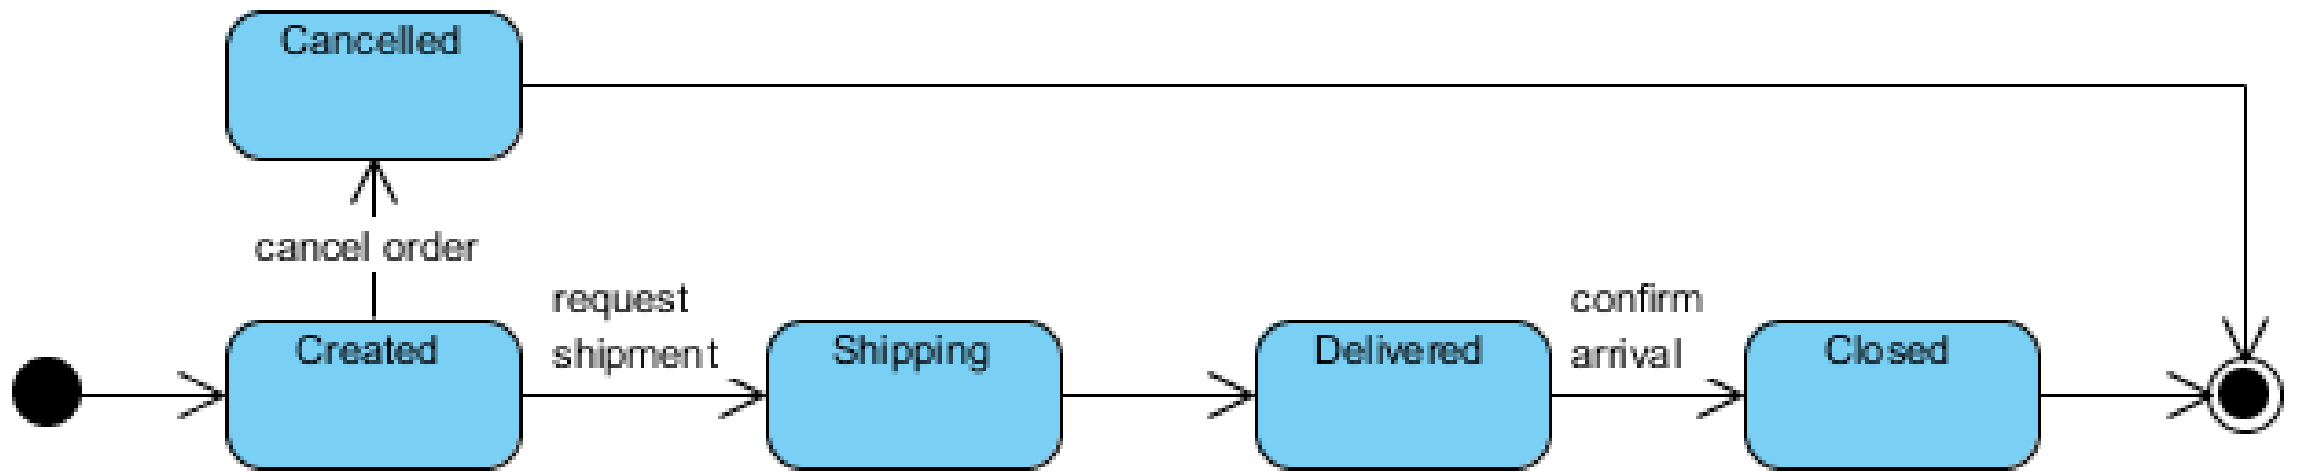 Cancelled
cancel order
request
shipment
confirm
arrival
Created
Shipping
Delivered
Closed